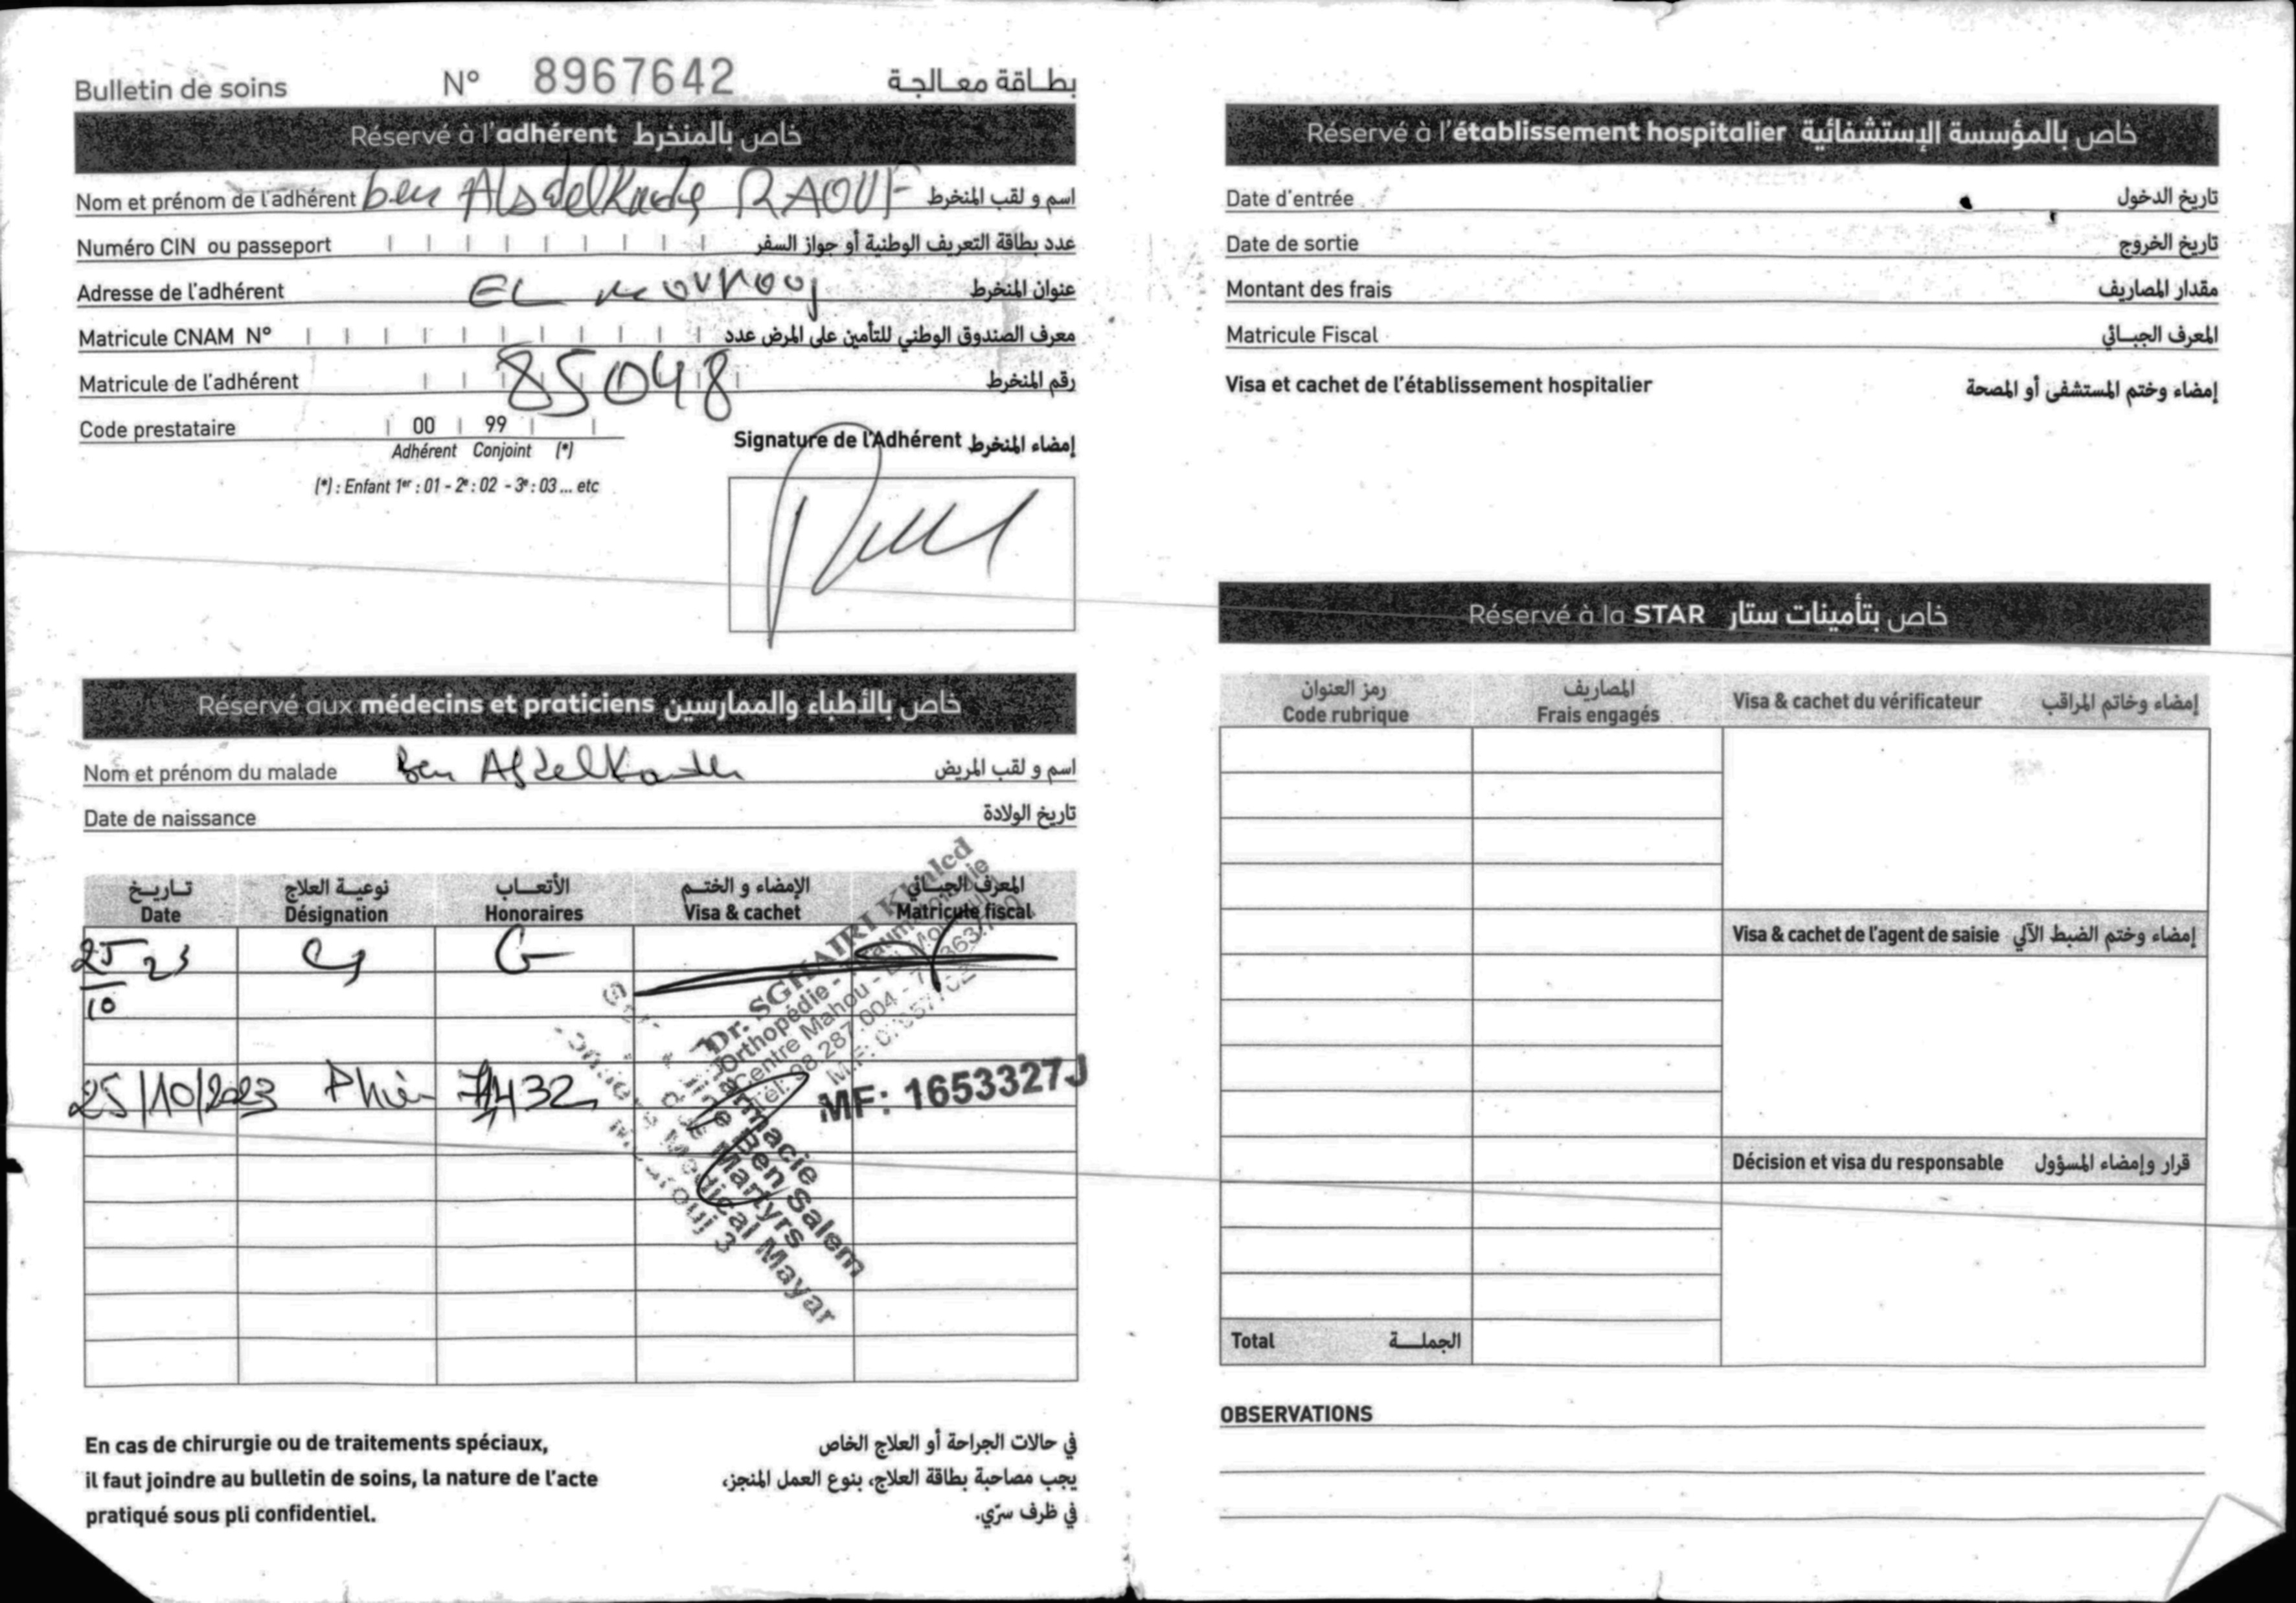 Bulletin de soins N° 8967642 بطاقة معالجة
Réservé à l'adhérent خاص بالمنخرط
Nom et prénom de l'adhérent ben Abdelkader RAOUF اسم و لقب المنخرط
Numéro CIN ou passeport عدد بطاقة التعريف الوطنية أو جواز السفر
Adresse de l'adhérent EL mourouj عنوان المنخرط
Matricule CNAM N° معرف الصندوق الوطني للتأمين على المرض عدد
Matricule de l'adhérent 85048 رقم المنخرط
Code prestataire 00 99
Adhérent Conjoint (*)
(*) : Enfant 1er : 01 - 2e : 02 - 3e : 03 ... etc
Signature de l'Adhérent إمضاء المنخرط
Réservé aux médecins et praticiens خاص بالأطباء والممارسين
Nom et prénom du malade Ben Abdelkader اسم و لقب المريض
Date de naissance تاريخ الولادة
تاريخ نوعية العلاج الأتعاب الإمضاء و الختم المعرف الجبائي
Date Désignation Honoraires Visa & cachet Matricule fiscal
25 23
10
Dr. SGHAIRI Khaled
Orthopédie -
Centre Mahou -
Tel: 98.287.004 -
25/10/2023 432
MF: 1653327J
Pharmacie
Ben Salem
Martyrs
Medical Mayar
Mourouj 3
En cas de chirurgie ou de traitements spéciaux,
il faut joindre au bulletin de soins, la nature de l'acte
pratiqué sous pli confidentiel.
في حالات الجراحة أو العلاج الخاص
يجب مصاحبة بطاقة العلاج، بنوع العمل المنجز،
في ظرف سرّي.
Réservé à l'établissement hospitalier خاص بالمؤسسة الإستشفائية
Date d'entrée تاريخ الدخول
Date de sortie تاريخ الخروج
Montant des frais مقدار المصاريف
Matricule Fiscal المعرف الجبائي
Visa et cachet de l'établissement hospitalier إمضاء وختم المستشفى أو المصحة
Réservé à la STAR خاص بتأمينات ستار
رمز العنوان المصاريف
Code rubrique Frais engagés Visa & cachet du vérificateur إمضاء وخاتم المراقب
Visa & cachet de l'agent de saisie إمضاء وختم الضبط الآلي
Décision et visa du responsable قرار وإمضاء المسؤول
Total الجملة
OBSERVATIONS